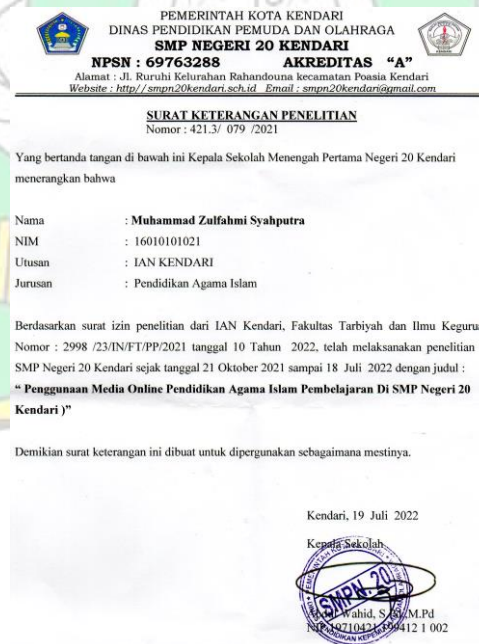 PEMERINTAH KOTA KENDARI
DINAS PENDIDIKAN PEMUDA DAN OLAHRAGA
SMP NEGERI 20 KENDARI
NPSN : 69763288 AKREDITAS “A”
Alamat : Jl. Ruruhi Kelurahan Rahandouna kecamatan Poasia Kendari
Website : http//smpn20kendari.sch.id Email : smpn20kendari@gmail.com
SURAT KETERANGAN PENELITIAN
Nomor : 421.3/ 079 /2021
Yang bertanda tangan di bawah ini Kepala Sekolah Menengah Pertama Negeri 20 Kendari
menerangkan bahwa
Nama : Muhammad Zulfahmi Syahputra
NIM : 16010101021
Utusan : IAN KENDARI
Jurusan : Pendidikan Agama Islam
Berdasarkan surat izin penelitian dari IAN Kendari, Fakultas Tarbiyah dan Ilmu Kegurua
Nomor : 2998 /23/IN/FT/PP/2021 tanggal 10 Tahun 2022, telah melaksanakan penelitian
SMP Negeri 20 Kendari sejak tanggal 21 Oktober 2021 sampai 18 Juli 2022 dengan judul :
“ Penggunaan Media Online Pendidikan Agama Islam Pembelajaran Di SMP Negeri 20
Kendari )”
Demikian surat keterangan ini dibuat untuk dipergunakan sebagaimana mestinya.
Kendari, 19 Juli 2022
Kepala Sekolah
SMPN. 20
Wahid, M.Pd
1 002